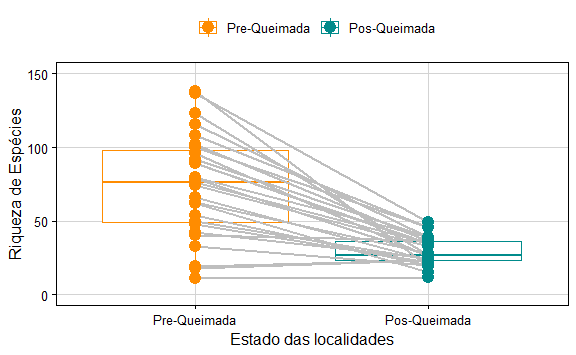 Pre-Queimada Pos-Queimada
150
100
50
0
Riqueza de Espécies
Pre-Queimada Pos-Queimada
Estado das localidades